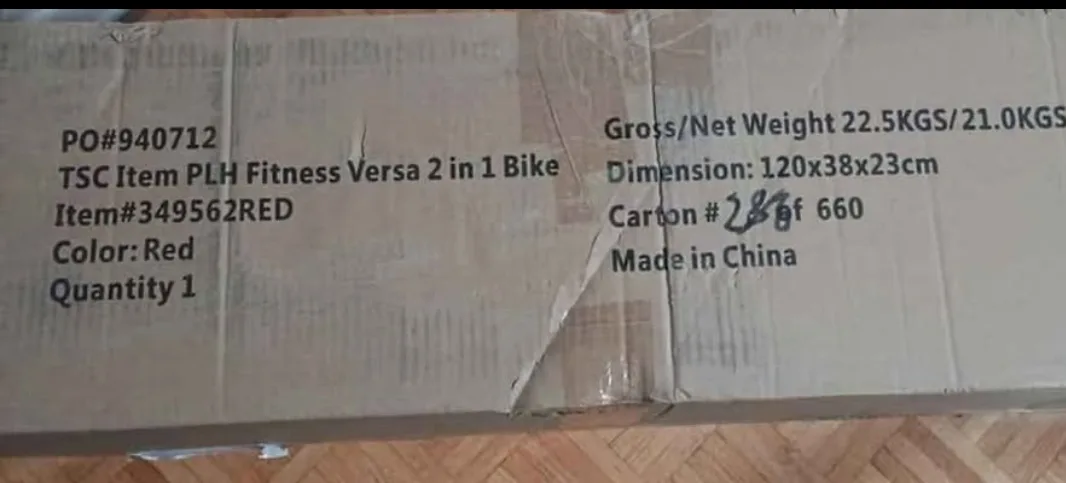 PO#940712
TSC Item PLH Fitness Versa 2 in 1 Bike
Item#349562RED
Color: Red
Quantity 1
Gross/Net Weight 22.5KGS/21.0KGS
Dimension: 120x38x23cm
Carton # of 660
Made in China